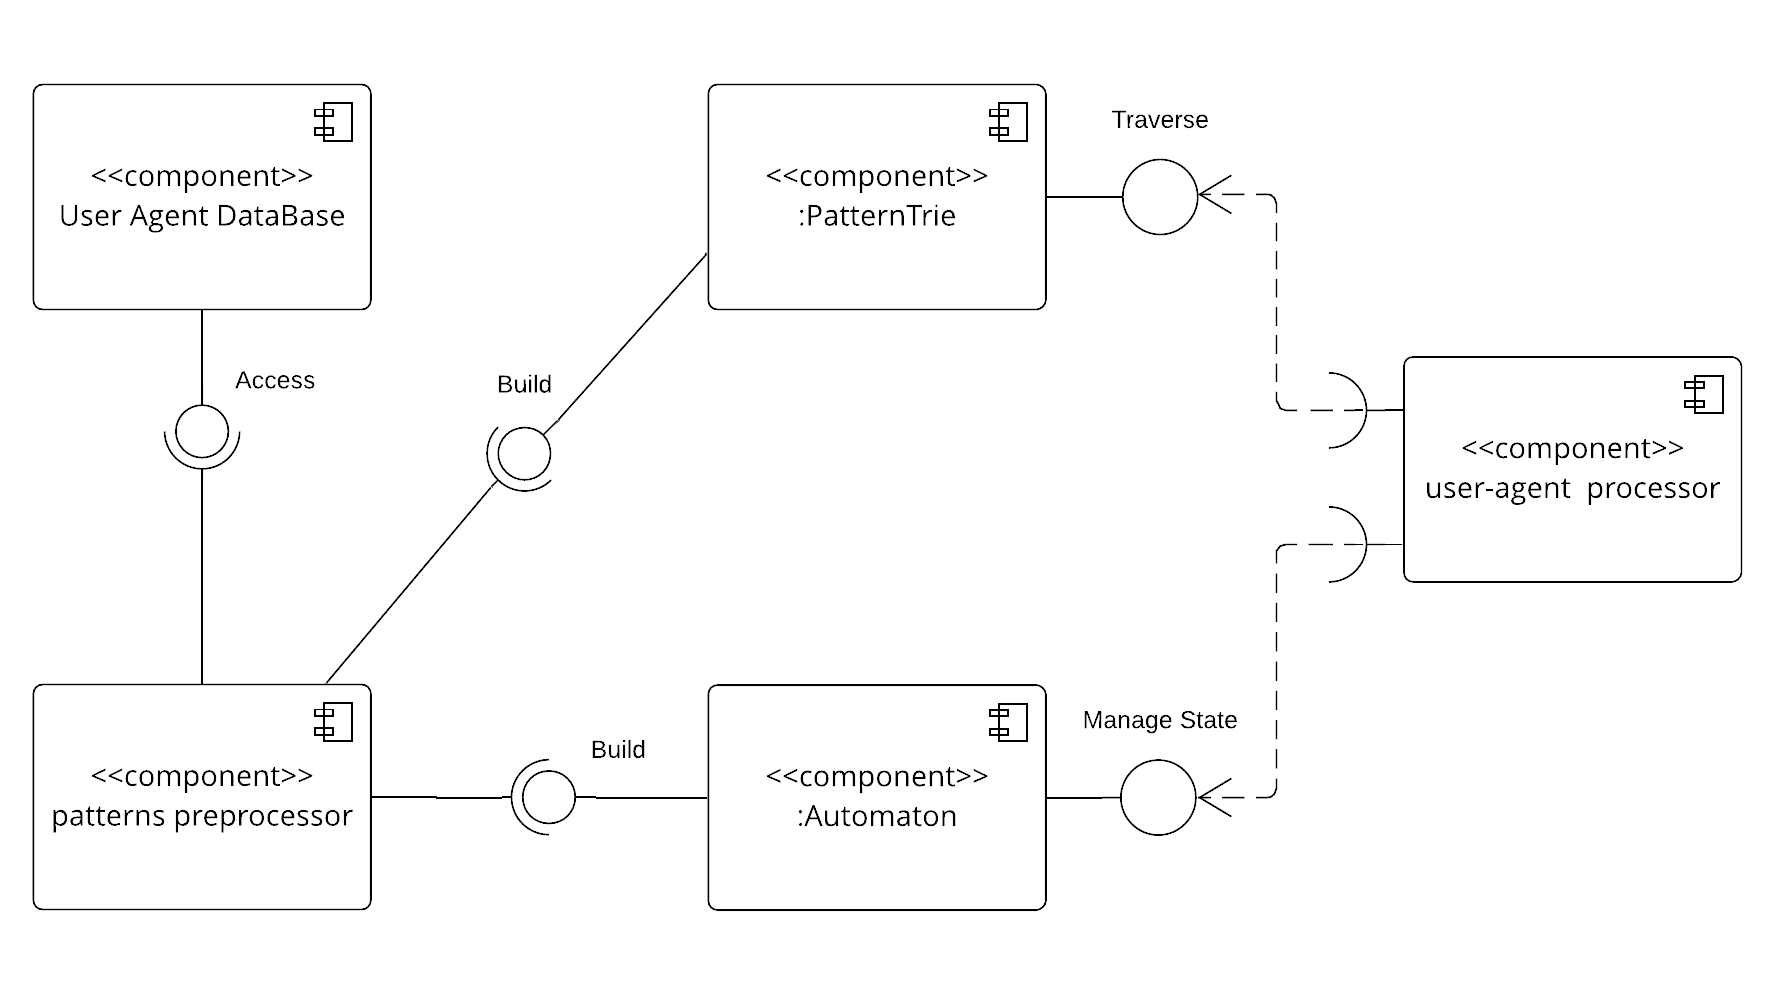 <<component>>
User Agent DataBase
<<component>>
:PatternTrie
Traverse
Access
Build
<<component>>
user-agent  processor
<<component>>
patterns preprocessor
Build
<<component>>
:Automaton
Manage State